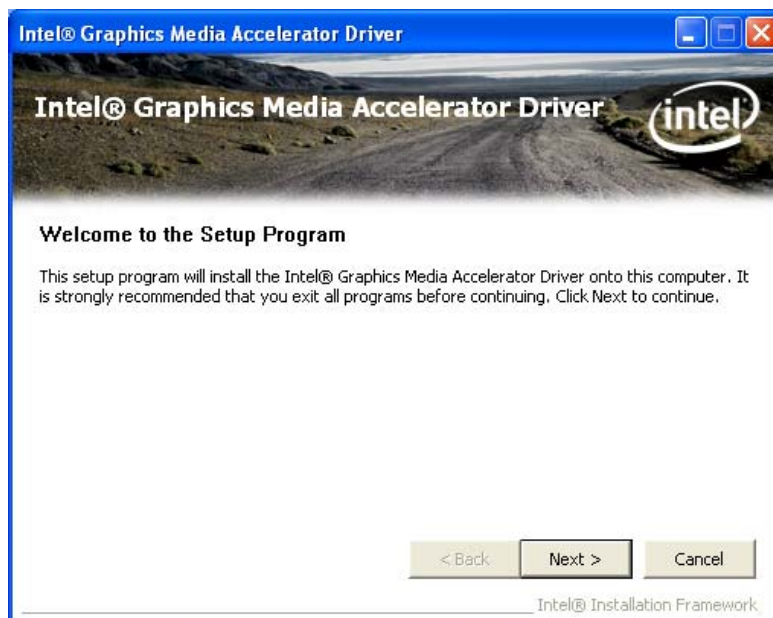 Intel® Graphics Media Accelerator Driver
Intel® Graphics Media Accelerator Driver
intel
Welcome to the Setup Program
This setup program will install the Intel® Graphics Media Accelerator Driver onto this computer. It
is strongly recommended that you exit all programs before continuing. Click Next to continue.
< Back
Next >
Cancel
Intel® Installation Framework